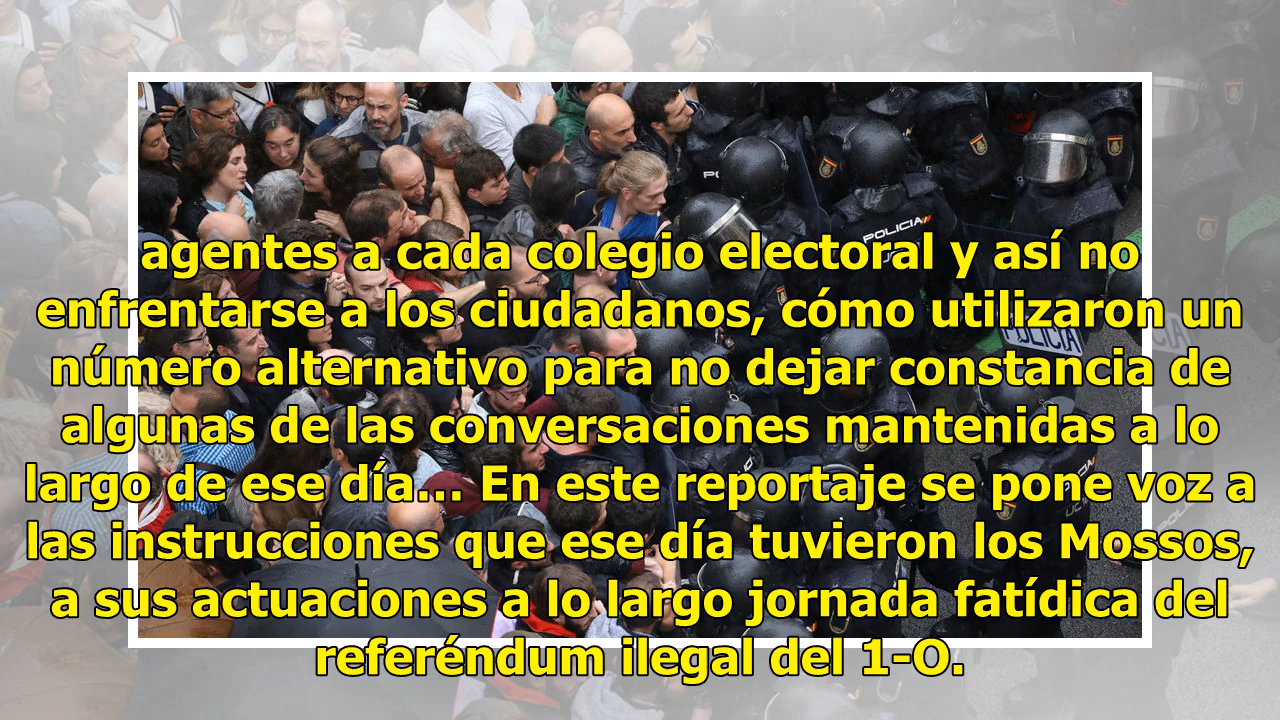 agentes a cada colegio electoral y así no
enfrentarse a los ciudadanos, cómo utilizaron un
número alternativo para no dejar constancia de
algunas de las conversaciones mantenidas a lo
largo de ese día... En este reportaje se pone voz a
las instrucciones que ese día tuvieron los Mossos,
a sus actuaciones a lo largo jornada fatídica del
referéndum ilegal del 1-O.
POLICIA
POLICIA